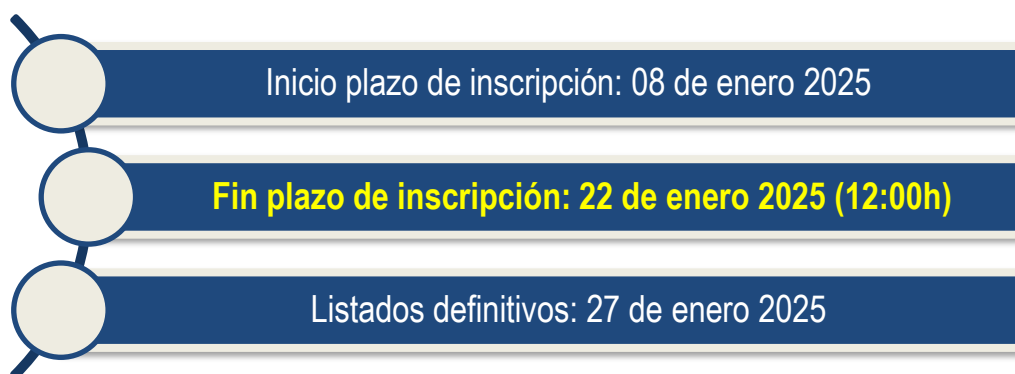 Inicio plazo de inscripción: 08 de enero 2025
Fin plazo de inscripción: 22 de enero 2025 (12:00h)
Listados definitivos: 27 de enero 2025